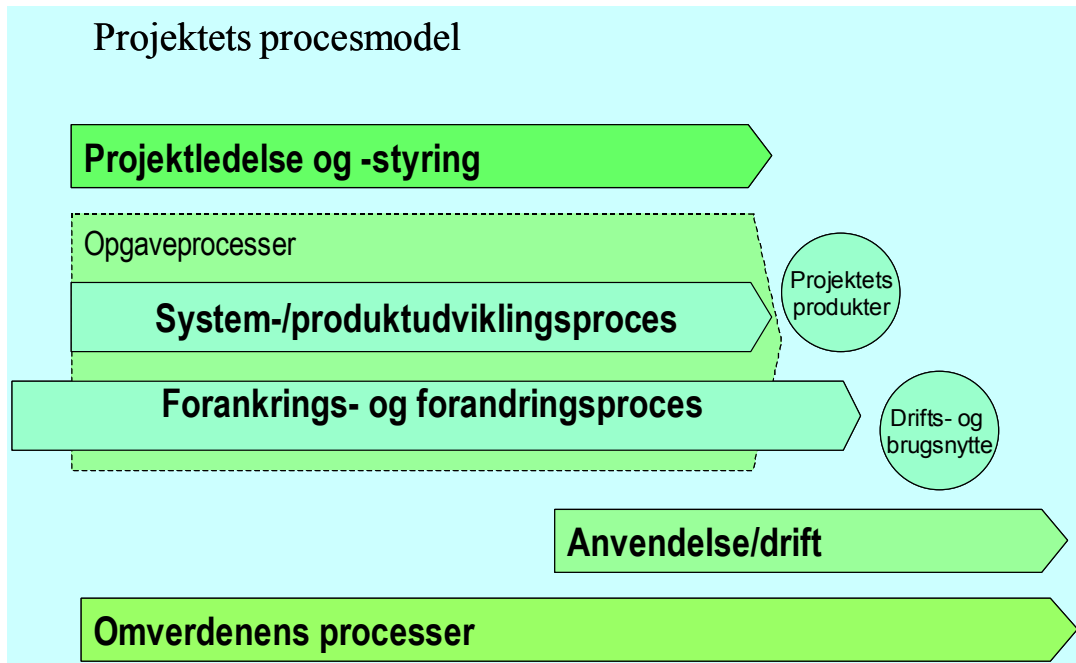 Projektets procesmodel
Projektledelse og -styring
Opgaveprocesser
System-/produktudviklingsproces
Projektets
produkter
Forankrings- og forandringsproces
Drifts- og
brugsnytte
Anvendelse/drift
Omverdenens processer